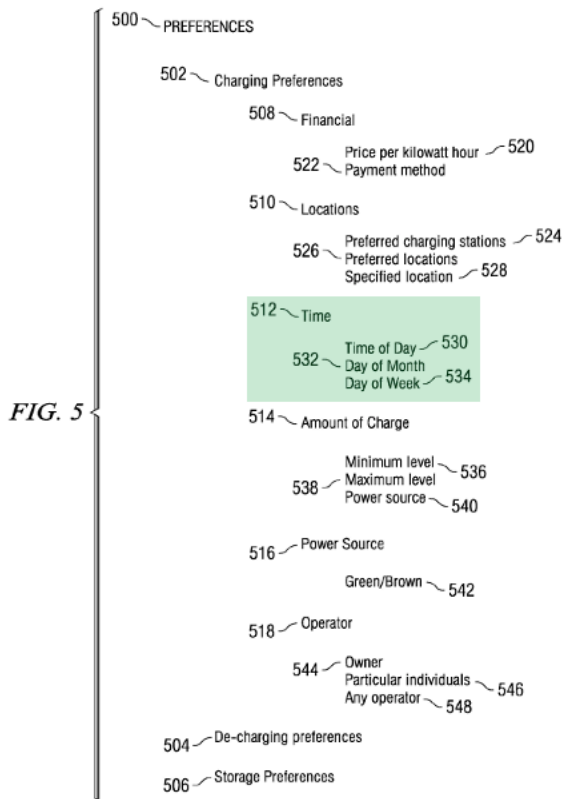 500 PREFERENCES
502 Charging Preferences
508 Financial
Price per kilowatt hour 520
522 Payment method
510 Locations
Preferred charging stations 524
526 Preferred locations
Specified location 528
512 Time
Time of Day 530
532 Day of Month
Day of Week 534
FIG. 5
514 Amount of Charge
Minimum level 536
538 Maximum level
Power source 540
516 Power Source
Green/Brown 542
518 Operator
544 Owner
Particular individuals 546
Any operator 548
504 De-charging preferences
506 Storage Preferences